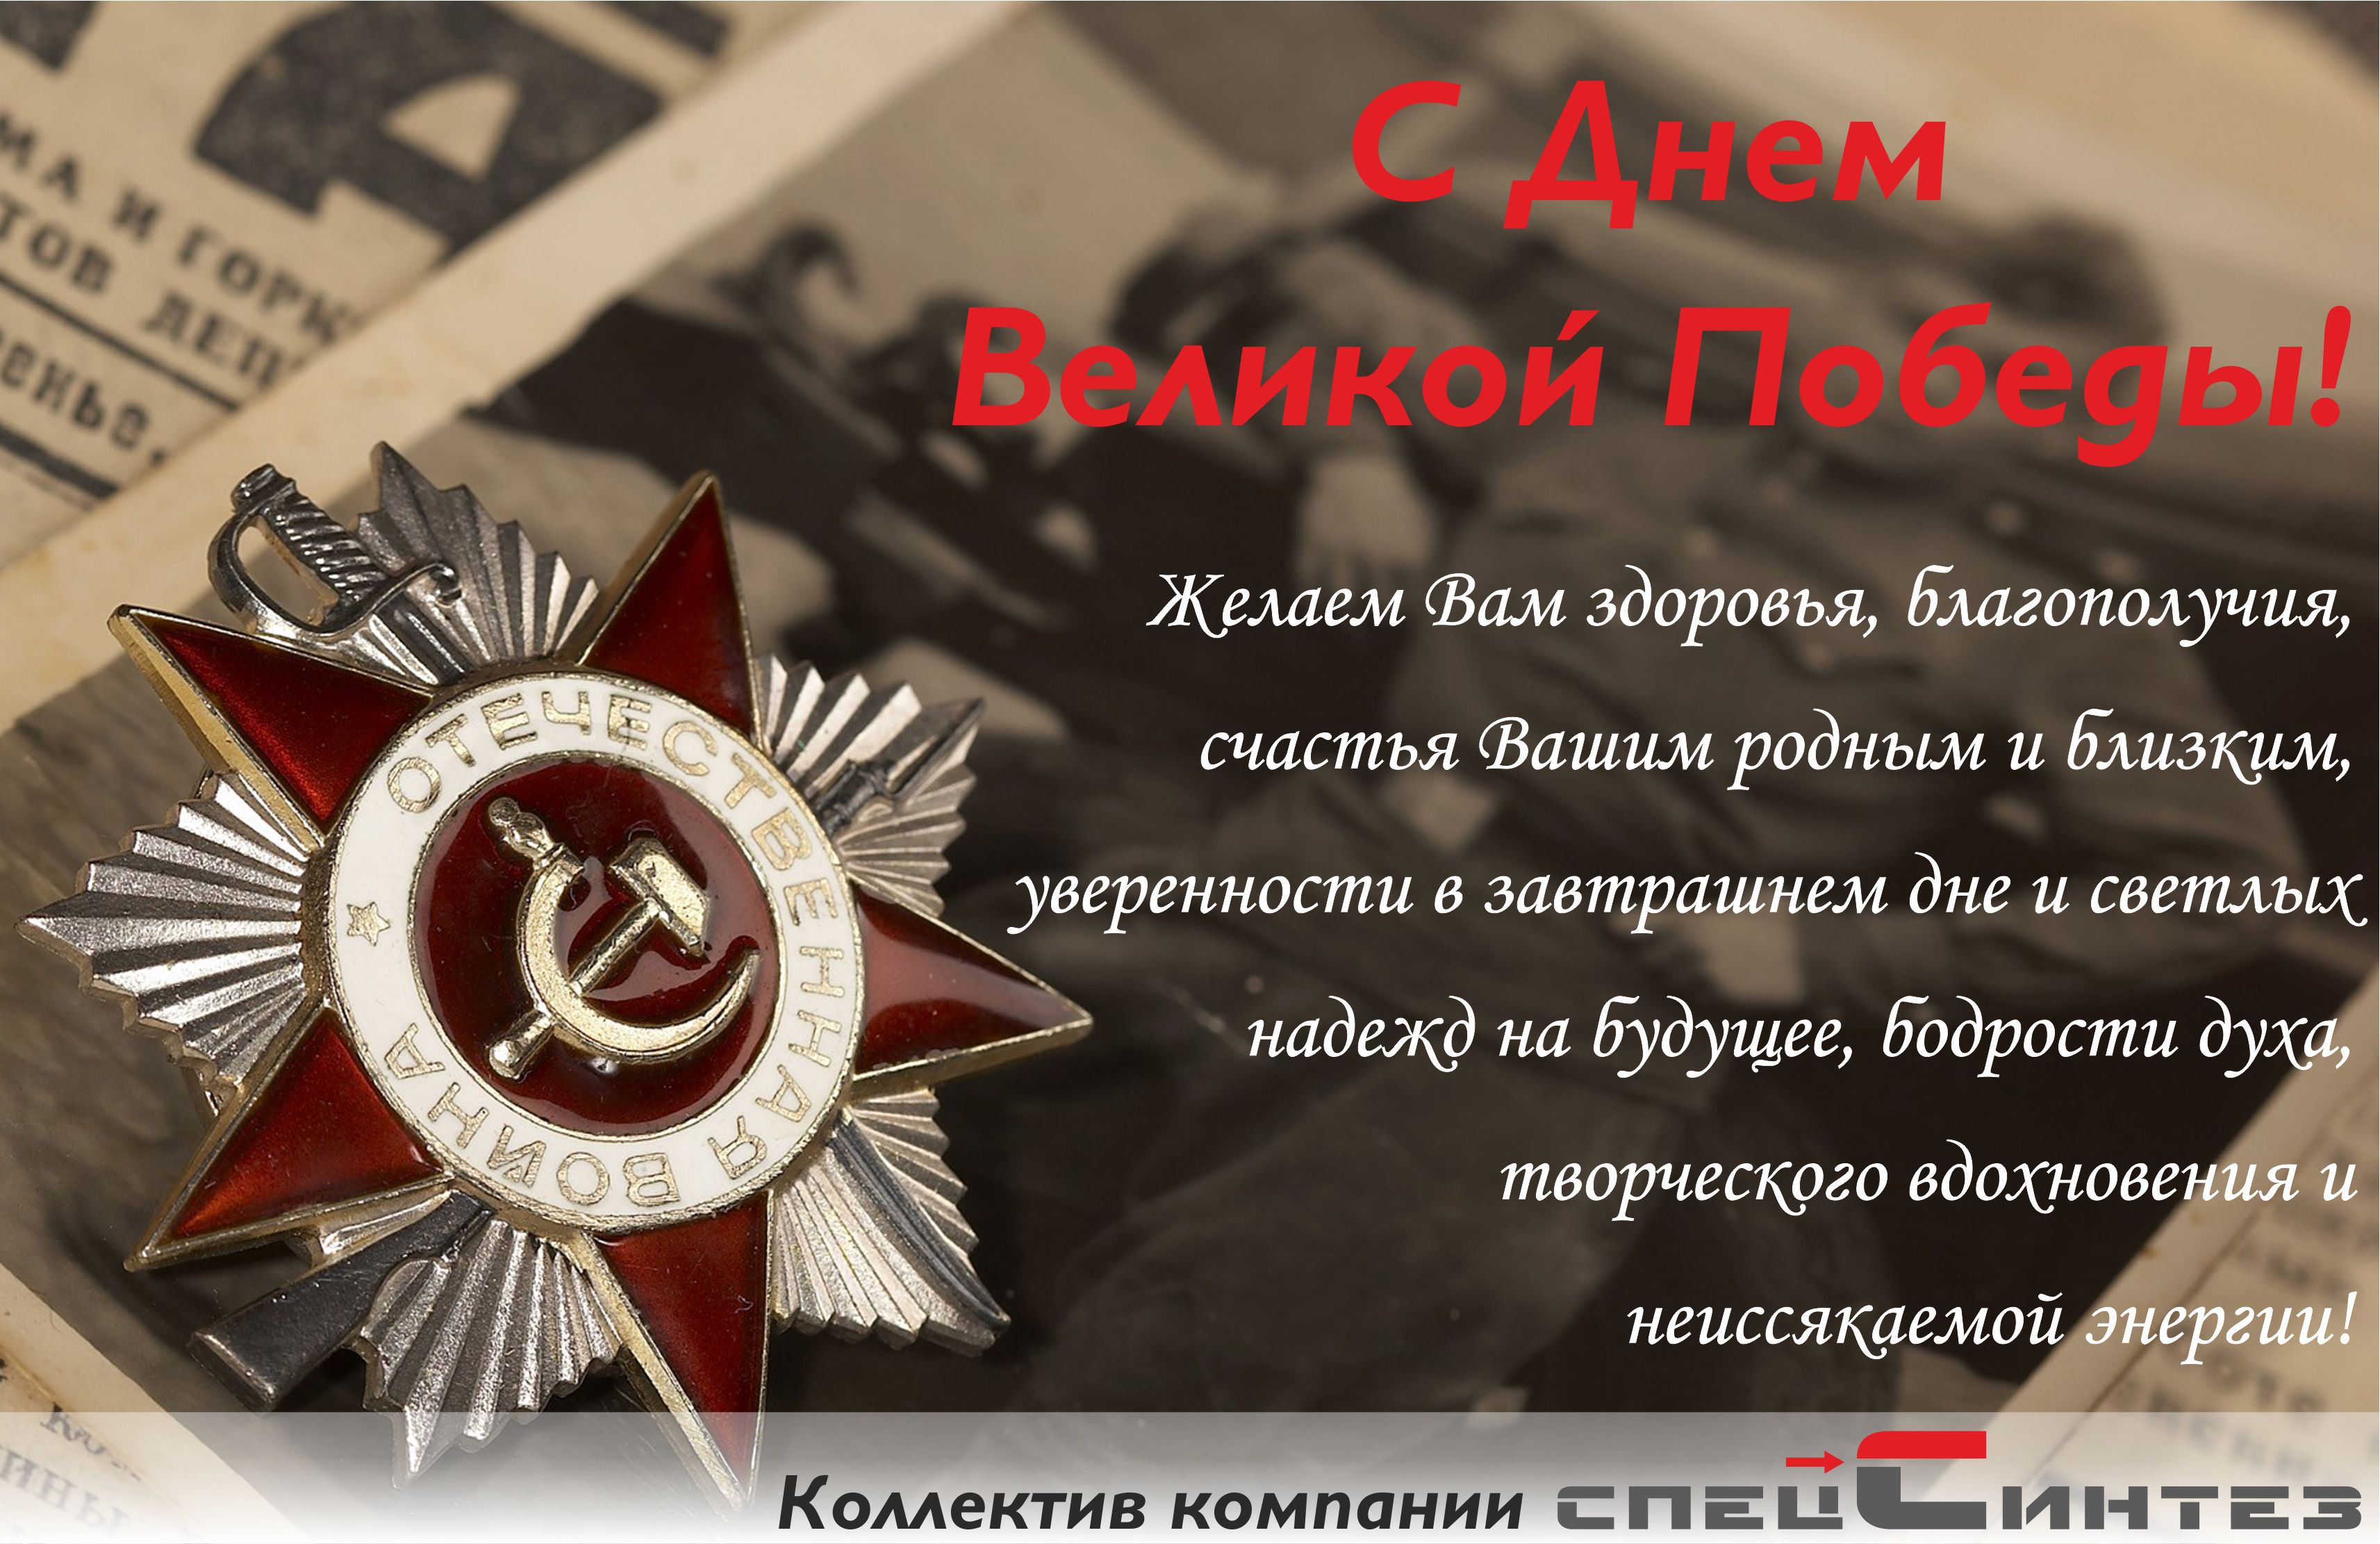 С Днем
Великой Победы!
Желаем Вам здоровья, благополучия,
счастья Вашим родным и близким,
уверенности в завтрашнем дне и светлых
надежд на будущее, бодрости духа,
творческого вдохновения и
неиссякаемой энергии!
ОТЕЧЕСТВЕННАЯ ВОЙНА
Коллектив компании СПЕЦСИНТЕЗ